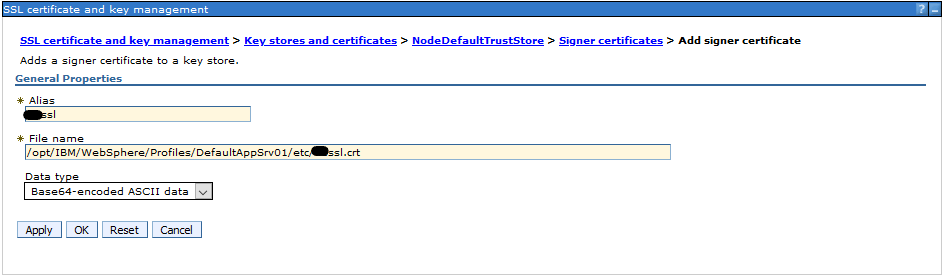 SSL certificate and key management ? _
SSL certificate and key management > Key stores and certificates > NodeDefaultTrustStore > Signer certificates > Add signer certificate
Adds a signer certificate to a key store.
General Properties
* Alias
ssl
* File name
/opt/IBM/WebSphere/Profiles/DefaultAppSrv01/etc/ ssl.crt
Data type
Base64-encoded ASCII data
Apply OK Reset Cancel